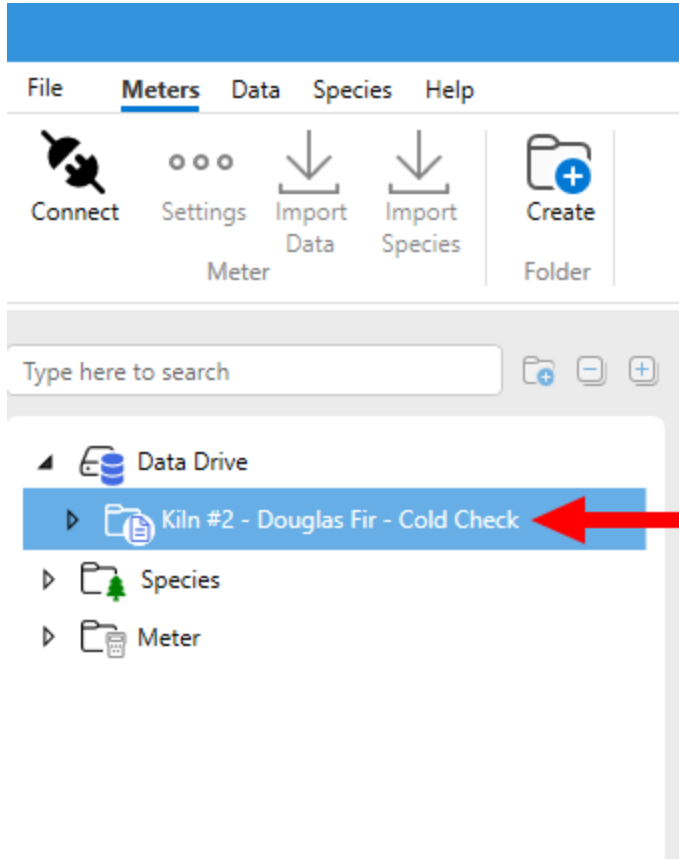 File Meters Data Species Help
Connect Settings Import Data Import Species Create
Meter Folder
Type here to search
Data Drive
Kiln #2 - Douglas Fir - Cold Check
Species
Meter